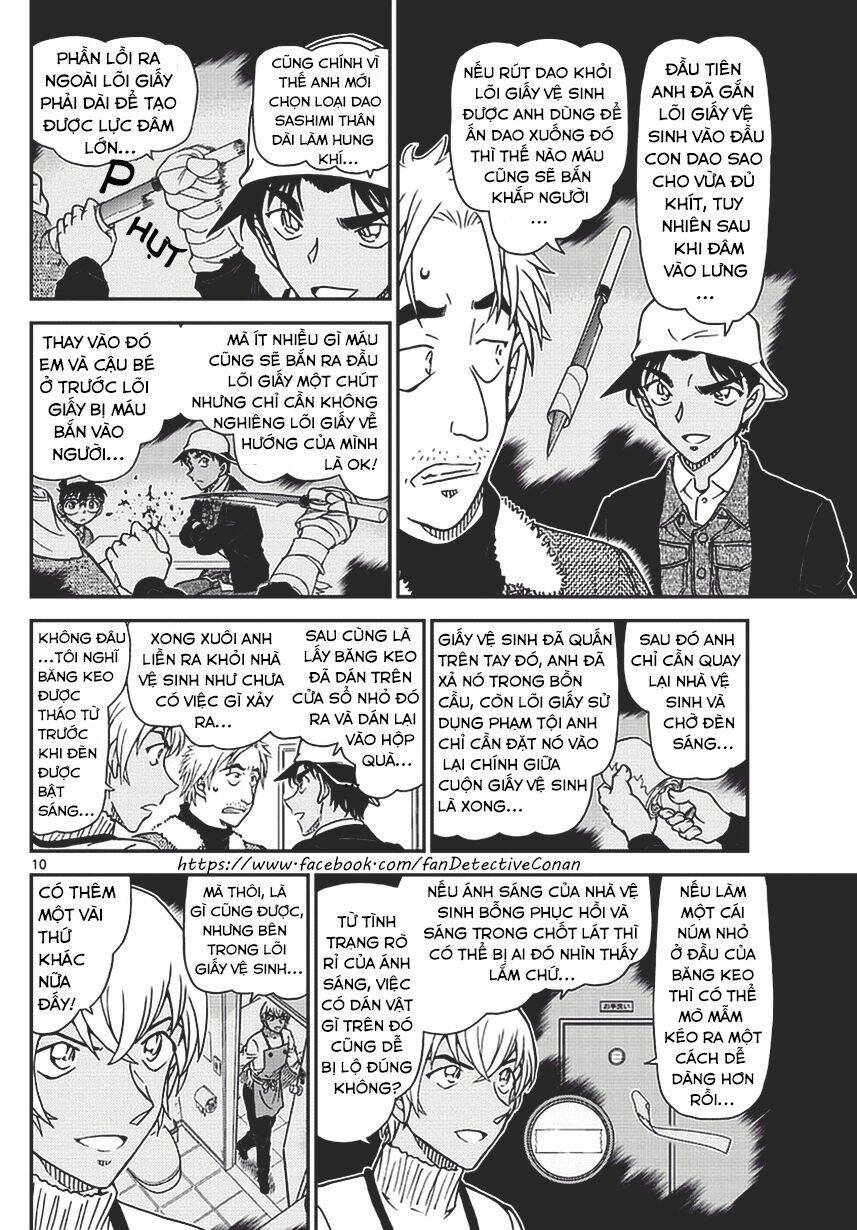 ĐẦU TIÊN
ANH ĐÃ GẮN
LÕI GIẤY VỆ
SINH VÀO ĐẦU
CON DAO SAO
CHO VỪA ĐỦ
KHÍT, TUY
NHIÊN SAU
KHI ĐÂM
VÀO LƯNG
...
NẾU RÚT DAO KHỎI
LÕI GIẤY VỆ SINH
ĐƯỢC ANH DÙNG ĐỂ
ẤN DAO XUỐNG ĐÓ
THÌ THẾ NÀO MÁU
CŨNG SẼ BẮN
KHẮP NGƯỜI
...
CŨNG CHÍNH VÌ
THẾ ANH MỚI
CHỌN LOẠI DAO
SASHIMI THÂN
DÀI LÀM HUNG
KHÍ...
PHẦN LỒI RA
NGOÀI LÕI GIẤY
PHẢI DÀI ĐỂ TẠO
ĐƯỢC LỰC ĐÂM
LỚN...
PHỤT
MÀ ÍT NHIỀU GÌ MÁU
CŨNG SẼ BẮN RA ĐẦU
LÕI GIẤY MỘT CHÚT
NHƯNG CHỈ CẦN KHÔNG
NGHIÊNG LÕI GIẤY VỀ
HƯỚNG CỦA MÌNH
LÀ OK!
THAY VÀO ĐÓ
EM VÀ CẬU BÉ
Ở TRƯỚC LÕI
GIẤY BỊ MÁU
BẮN VÀO
NGƯỜI...
SAU ĐÓ ANH
CHỈ CẦN QUAY
LẠI NHÀ VỆ
SINH VÀ
CHỜ ĐÈN
SÁNG...
GIẤY VỆ SINH ĐÃ QUẤN
TRÊN TAY ĐÓ, ANH ĐÃ
XẢ NÓ TRONG BỒN
CẦU, CÒN LÕI GIẤY SỬ
DỤNG PHẠM TỘI ANH
CHỈ CẦN ĐẶT NÓ VÀO
LẠI CHÍNH GIỮA
CUỘN GIẤY VỆ SINH
LÀ XONG...
SAU CÙNG LÀ
LẤY BĂNG KEO
ĐÃ DÁN TRÊN
CỬA SỔ NHỎ ĐÓ
RA VÀ DÁN LẠI
VÀO HỘP
QUÀ...
XONG XUÔI ANH
LIỀN RA KHỎI NHÀ
VỆ SINH NHƯ CHƯA
CÓ VIỆC GÌ XẢY
RA...
KHÔNG ĐÂU
...TÔI NGHĨ
BĂNG KEO
ĐƯỢC
THÁO TỪ
TRƯỚC
KHI ĐÈN
ĐƯỢC
BẬT
SÁNG...
10
https://www.facebook.com/fanDetectiveConan
NẾU LÀM
MỘT CÁI
NÚM NHỎ
Ở ĐẦU CỦA
BĂNG KEO
THÌ CÓ THỂ
MÒ MẪM
KÉO RA MỘT
CÁCH DỄ
DÀNG HƠN
RỒI...
お手洗い
NẾU ÁNH SÁNG CỦA NHÀ VỆ
SINH BỖNG PHỤC HỒI VÀ
SÁNG TRONG CHỐT LÁT THÌ
CÓ THỂ BỊ AI ĐÓ NHÌN THẤY
LẮM CHỨ...
TỪ TÌNH
TRẠNG RÒ
RỈ CỦA ÁNH
SÁNG, VIỆC
CÓ DÁN VẬT
GÌ TRÊN ĐÓ
CŨNG DỄ
BỊ LỘ ĐÚNG
KHÔNG?
MÀ THÔI, LÀ
GÌ CŨNG ĐƯỢC,
NHƯNG BÊN
TRONG LÕI
GIẤY VỆ SINH...
CÓ THÊM
MỘT VÀI
THỨ
KHÁC
NỮA
ĐẤY!